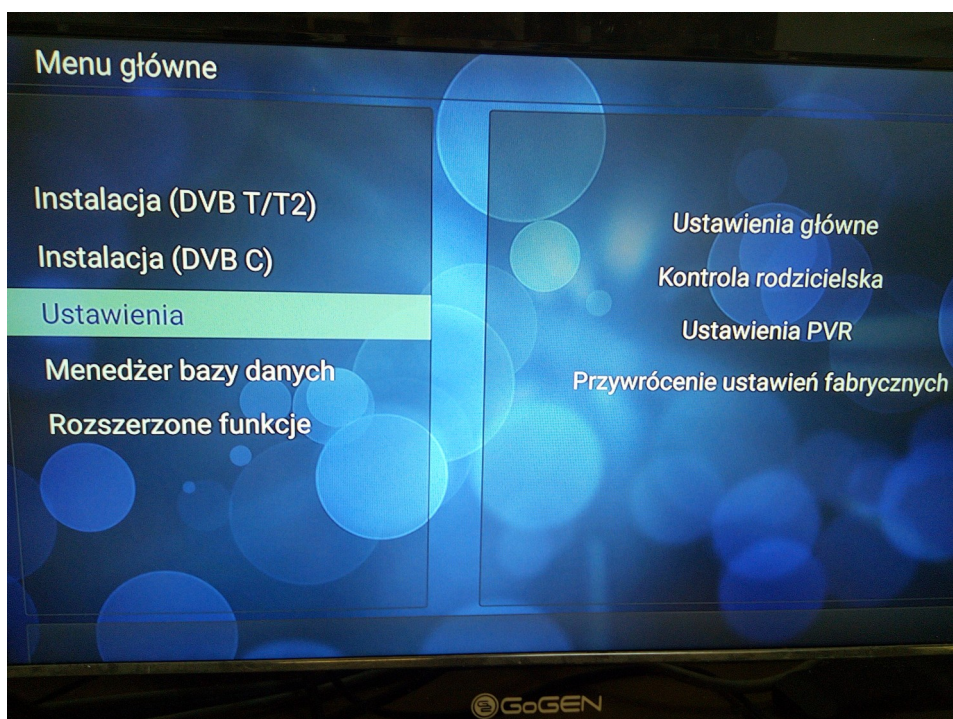 Menu główne
Instalacja (DVB T/T2)
Instalacja (DVB C)
Ustawienia
Menedżer bazy danych
Rozszerzone funkcje
Ustawienia główne
Kontrola rodzicielska
Ustawienia PVR
Przywrócenie ustawień fabrycznych
GoGEN